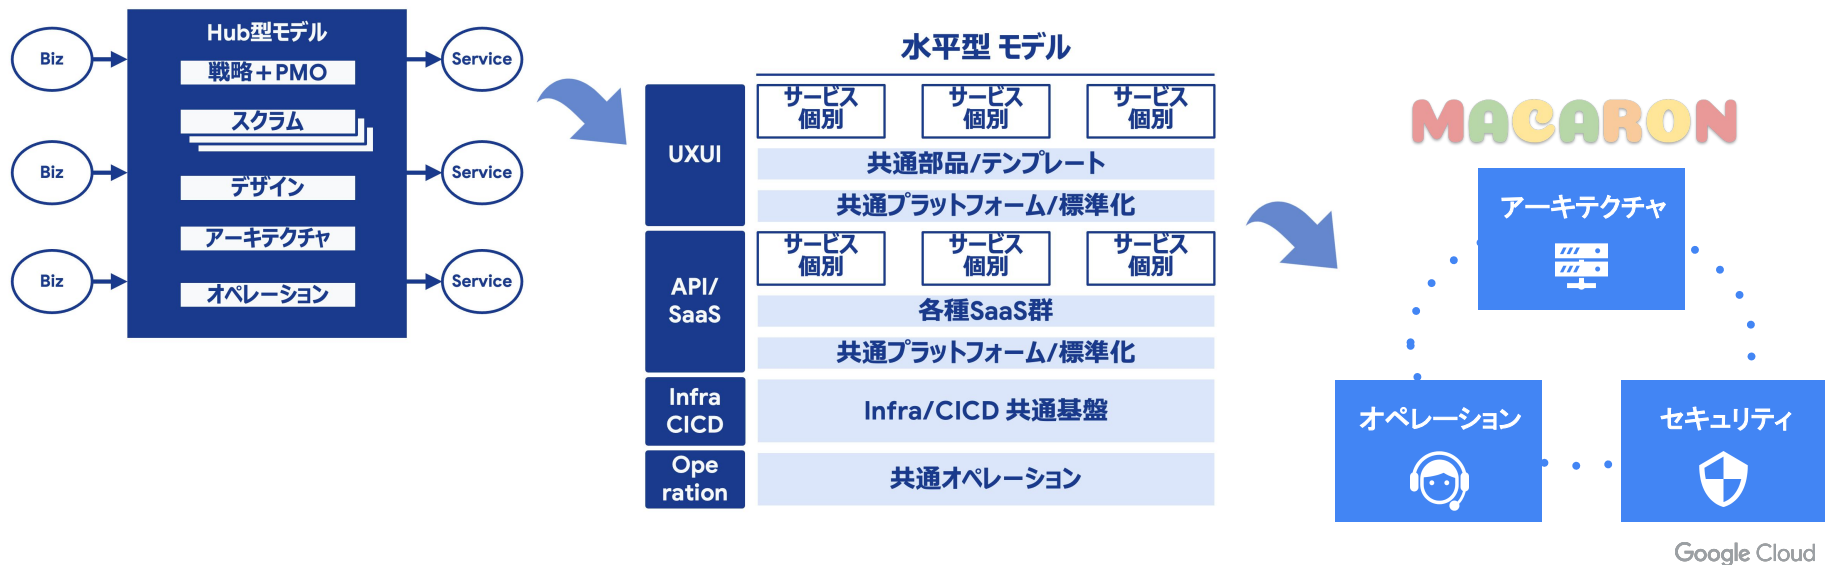 Hub型モデル
Biz
Service
戦略＋PMO
スクラム
Biz
Service
デザイン
アーキテクチャ
Biz
Service
オペレーション
水平型 モデル
UXUI
サービス
個別
サービス
個別
サービス
個別
共通部品/テンプレート
共通プラットフォーム/標準化
API/
SaaS
サービス
個別
サービス
個別
サービス
個別
各種SaaS群
共通プラットフォーム/標準化
Infra
CICD
Infra/CICD 共通基盤
Ope
ration
共通オペレーション
MACARON
アーキテクチャ
オペレーション
セキュリティ
Google Cloud